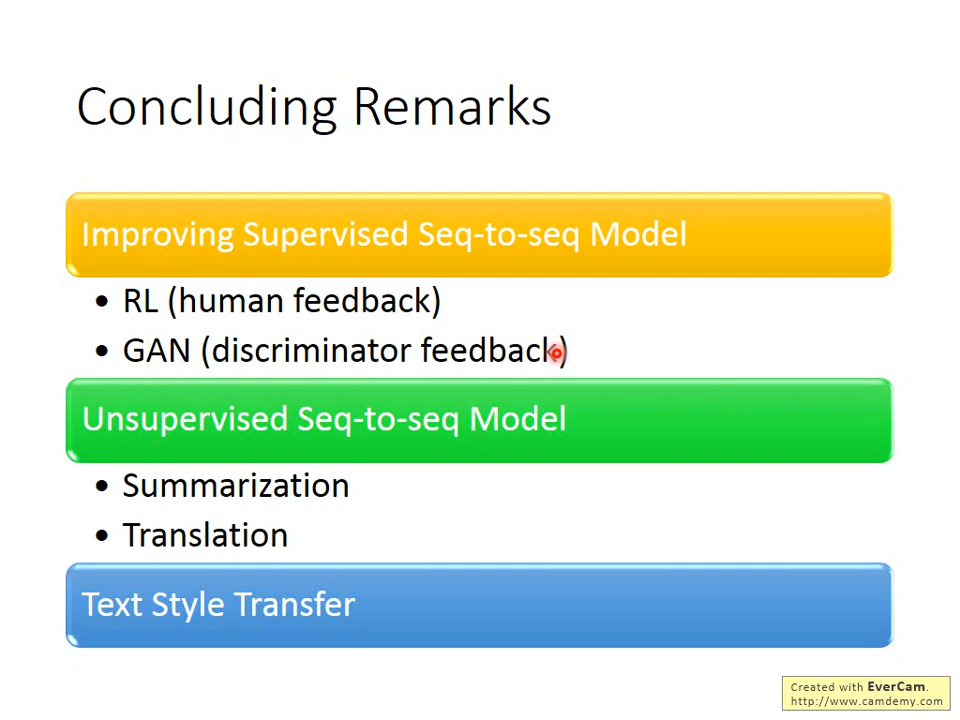 Concluding Remarks
Improving Supervised Seq-to-seq Model
• RL (human feedback)
• GAN (discriminator feedback)
Unsupervised Seq-to-seq Model
• Summarization
• Translation
Text Style Transfer
Created with EverCam.
http://www.camdemy.com